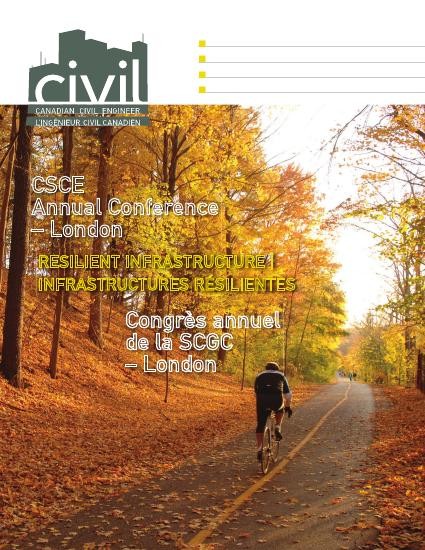 civil
CANADIAN CIVIL ENGINEER
L'INGÉNIEUR CIVIL CANADIEN
CSCE
Annual Conference
– London
RESILIENT INFRASTRUCTURE |
INFRASTRUCTURES RÉSILIENTES
Congrès annuel
de la SCGC
– London